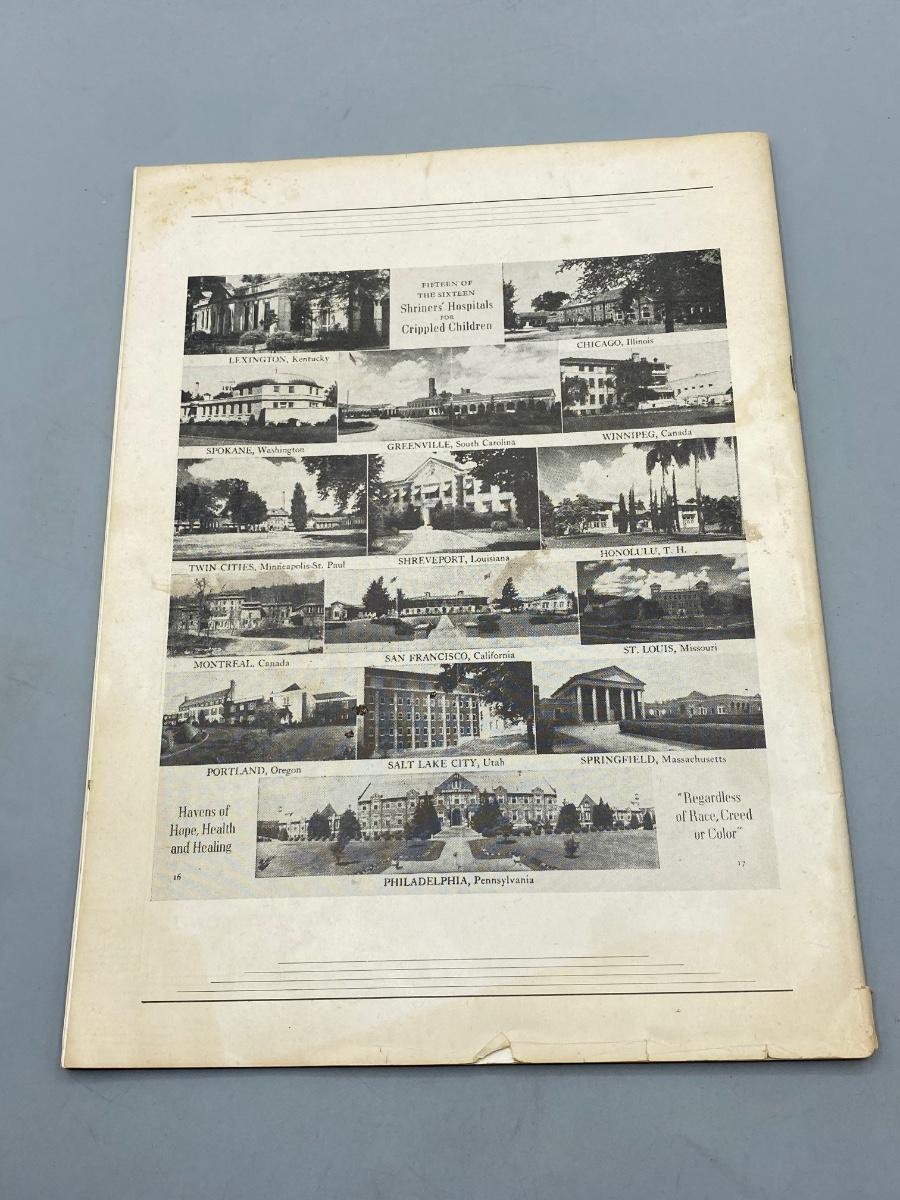 FIFTEEN OF
THE SIXTEEN
Shriners' Hospitals
FOR
Crippled Children
LEXINGTON, Kentucky
CHICAGO, Illinois
SPOKANE, Washington
GREENVILLE, South Carolina
WINNIPEG, Canada
TWIN CITIES, Minneapolis-St. Paul
SHREVEPORT, Louisiana
HONOLULU, T. H.
MONTREAL, Canada
SAN FRANCISCO, California
ST. LOUIS, Missouri
PORTLAND, Oregon
SALT LAKE CITY, Utah
SPRINGFIELD, Massachusetts
Havens of
Hope, Health
and Healing
16
"Regardless
of Race, Creed
or Color"
17
PHILADELPHIA, Pennsylvania